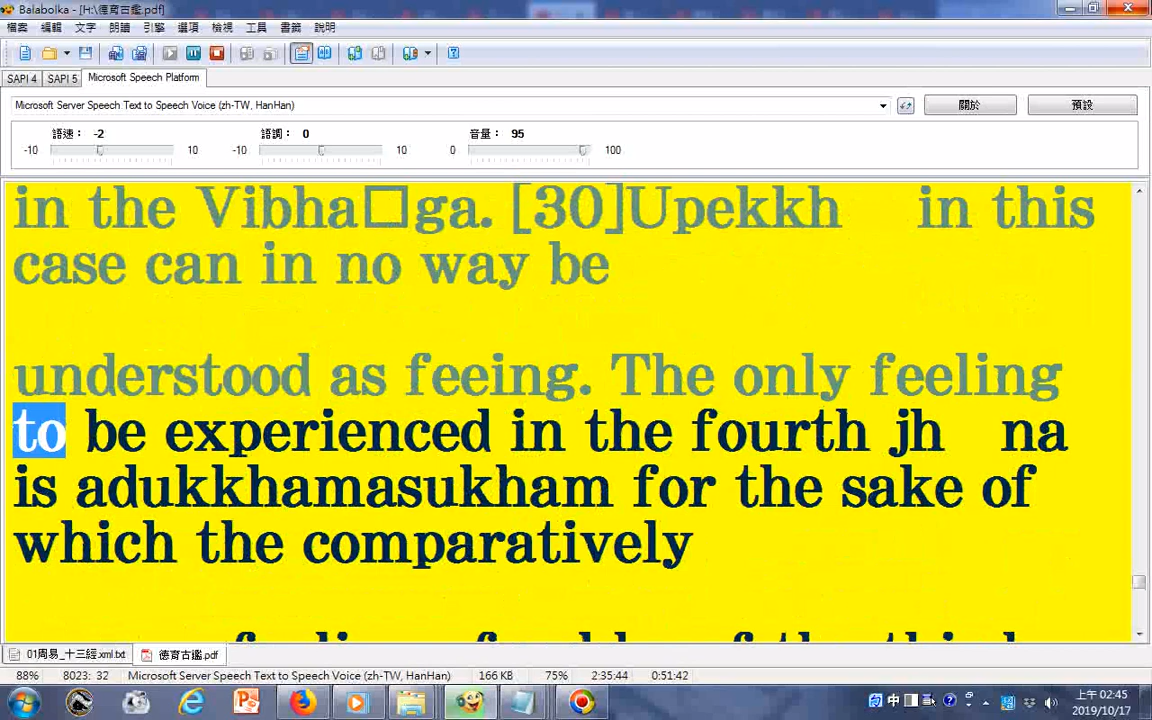 Balabolka - [H:\德育古鑑.pdf]
檔案 編輯 文字 朗讀 引擎 選項 檢視 工具 書籤 說明
SAPI 4 SAPI 5 Microsoft Speech Platform
Microsoft Server Speech Text to Speech Voice (zh-TW, HanHan) 關於 預設
語速： -2 語調： 0 音量： 95
-10 10 -10 10 0 100
in the Vibha□ga. [30]Upekkh in this
case can in no way be
understood as feeing. The only feeling
to be experienced in the fourth jh na
is adukkhamasukham for the sake of
which the comparatively
01周易_十三經.xml.txt 德育古鑑.pdf
88% 8023: 32 Microsoft Server Speech Text to Speech Voice (zh-TW, HanHan) 166 KB 75% 2:35:44 0:51:42
中 上午 02:45
2019/10/17